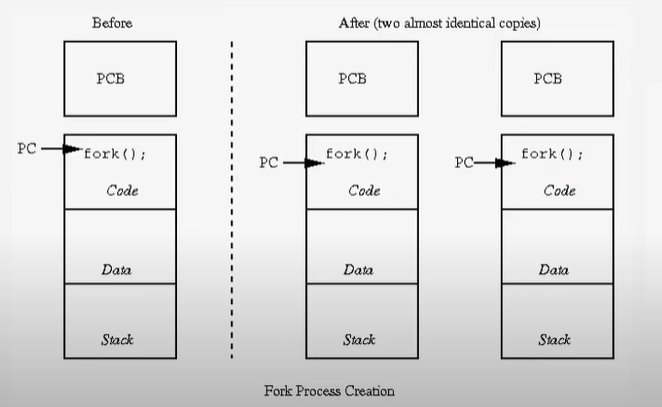 Before
After (two almost identical copies)
PCB
PCB
PCB
PC
fork();
PC
fork();
PC
fork();
Code
Code
Code
Data
Data
Data
Stack
Stack
Stack
Fork Process Creation